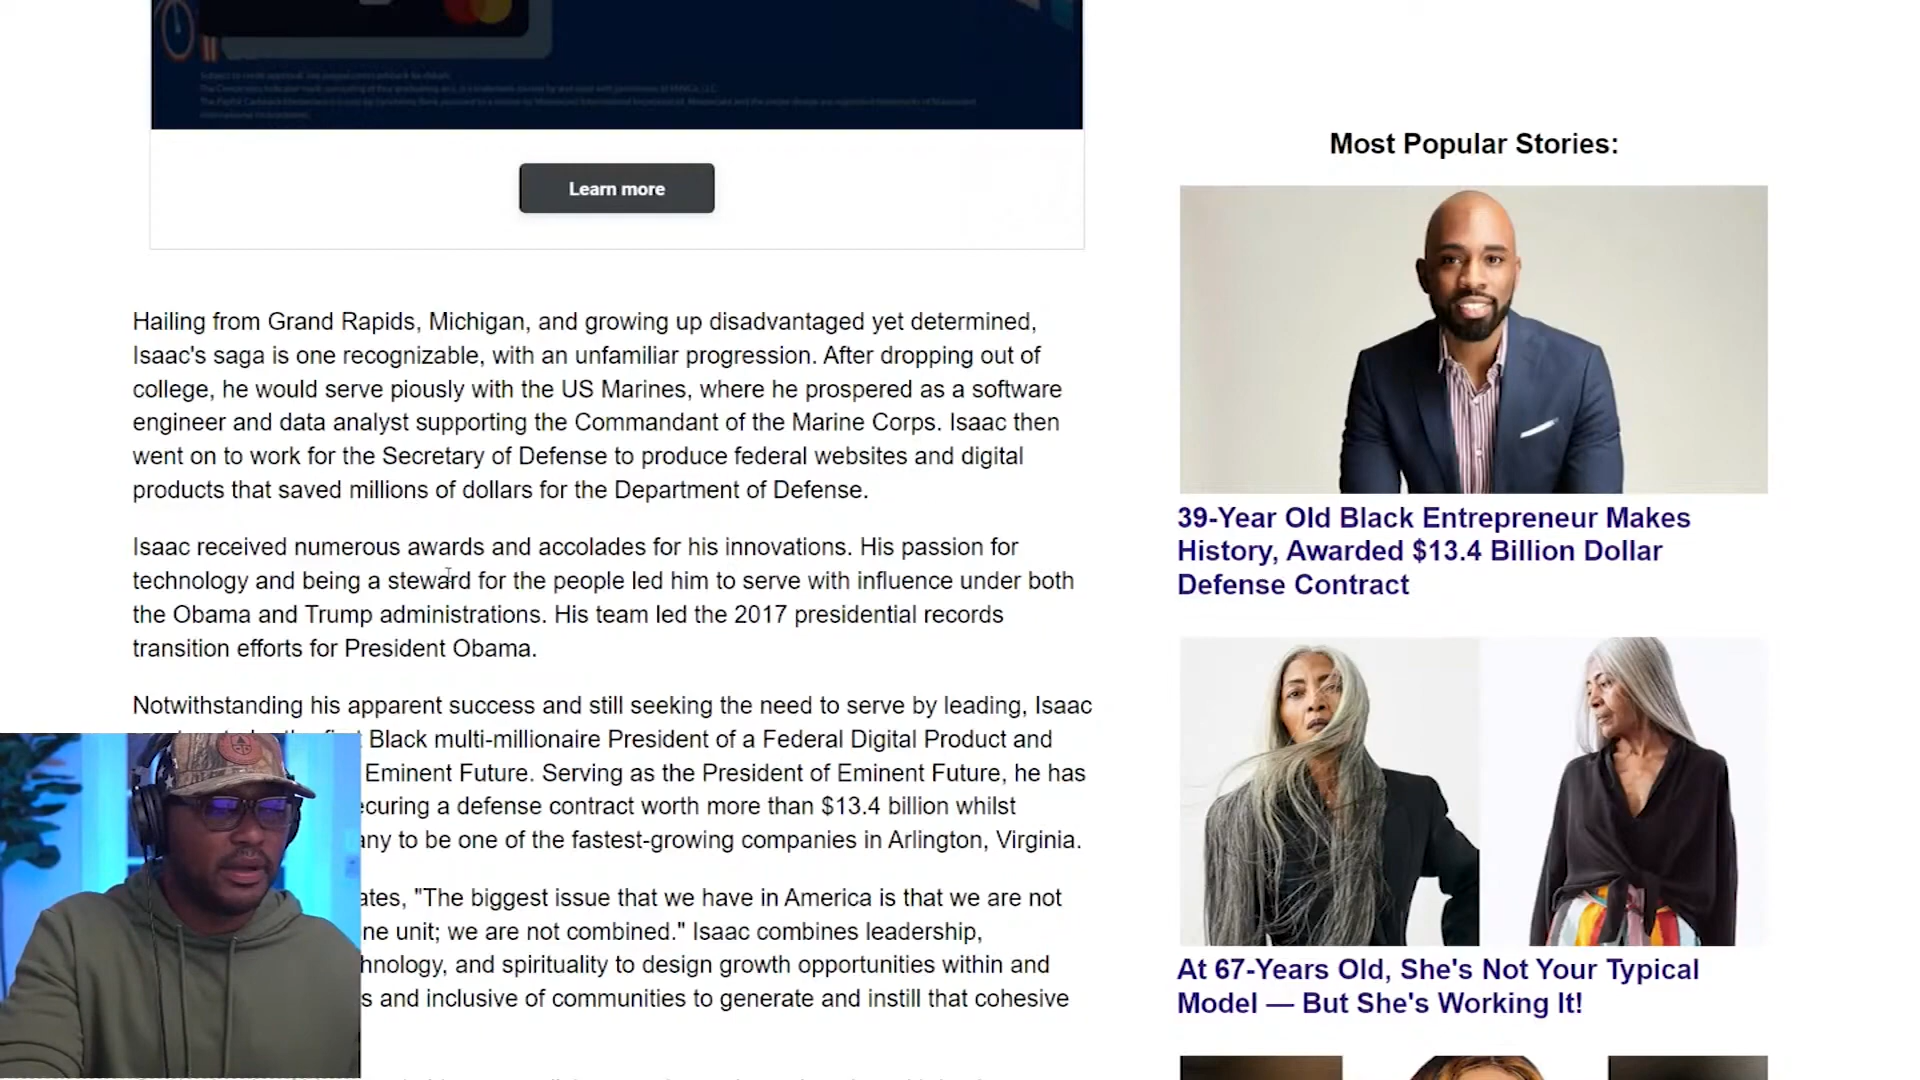 Learn more
Hailing from Grand Rapids, Michigan, and growing up disadvantaged yet determined,
Isaac's saga is one recognizable, with an unfamiliar progression. After dropping out of
college, he would serve piously with the US Marines, where he prospered as a software
engineer and data analyst supporting the Commandant of the Marine Corps. Isaac then
went on to work for the Secretary of Defense to produce federal websites and digital
products that saved millions of dollars for the Department of Defense.
Isaac received numerous awards and accolades for his innovations. His passion for
technology and being a steward for the people led him to serve with influence under both
the Obama and Trump administrations. His team led the 2017 presidential records
transition efforts for President Obama.
Notwithstanding his apparent success and still seeking the need to serve by leading, Isaac
Black multi-millionaire President of a Federal Digital Product and
Eminent Future. Serving as the President of Eminent Future, he has
curing a defense contract worth more than $13.4 billion whilst
any to be one of the fastest-growing companies in Arlington, Virginia.
ates, "The biggest issue that we have in America is that we are not
ne unit; we are not combined." Isaac combines leadership,
hnology, and spirituality to design growth opportunities within and
s and inclusive of communities to generate and instill that cohesive
Most Popular Stories:
39-Year Old Black Entrepreneur Makes
History, Awarded $13.4 Billion Dollar
Defense Contract
At 67-Years Old, She's Not Your Typical
Model — But She's Working It!